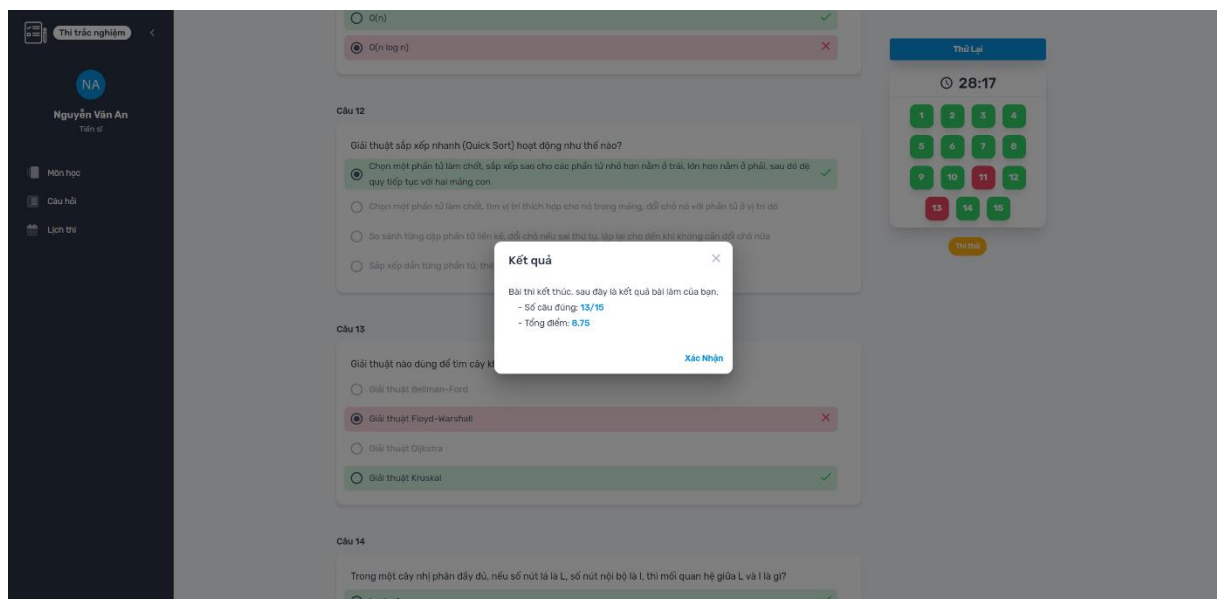 Thi trắc nghiệm
NA
Nguyễn Văn An
Tiến sĩ
Môn học
Câu hỏi
Lịch thi
O(n)
O(n log n)
Câu 12
Giải thuật sắp xếp nhanh (Quick Sort) hoạt động như thế nào?
Chọn một phần tử làm chốt, sắp xếp sao cho các phần tử nhỏ hơn nằm ở trái, lớn hơn nằm ở phải, sau đó đệ
quy tiếp tục với hai mảng con
Chọn một phần tử làm chốt, tìm vị trí thích hợp cho nó trong mảng, đổi chỗ nó với phần tử ở vị trí đó
So sánh từng cặp phần tử liền kề, đổi chỗ nếu sai thứ tự, lặp lại cho đến khi không cần đổi chỗ nữa
Sắp xếp dần từng phần tử,
Kết quả
Bài thi kết thúc, sau đây là kết quả bài làm của bạn.
- Số câu đúng: 13/15
- Tổng điểm: 8.75
Xác Nhận
Câu 13
Giải thuật nào dùng để tìm cây
Giải thuật Bellman-Ford
Giải thuật Floyd-Warshall
Giải thuật Dijkstra
Giải thuật Kruskal
Câu 14
Trong một cây nhị phân đầy đủ, nếu số nút lá là L, số nút nội bộ là I, thì mối quan hệ giữa L và I là gì?
Thử Lại
28:17
1 2 3 4
5 6 7 8
9 10 11 12
13 14 15
Thi thử